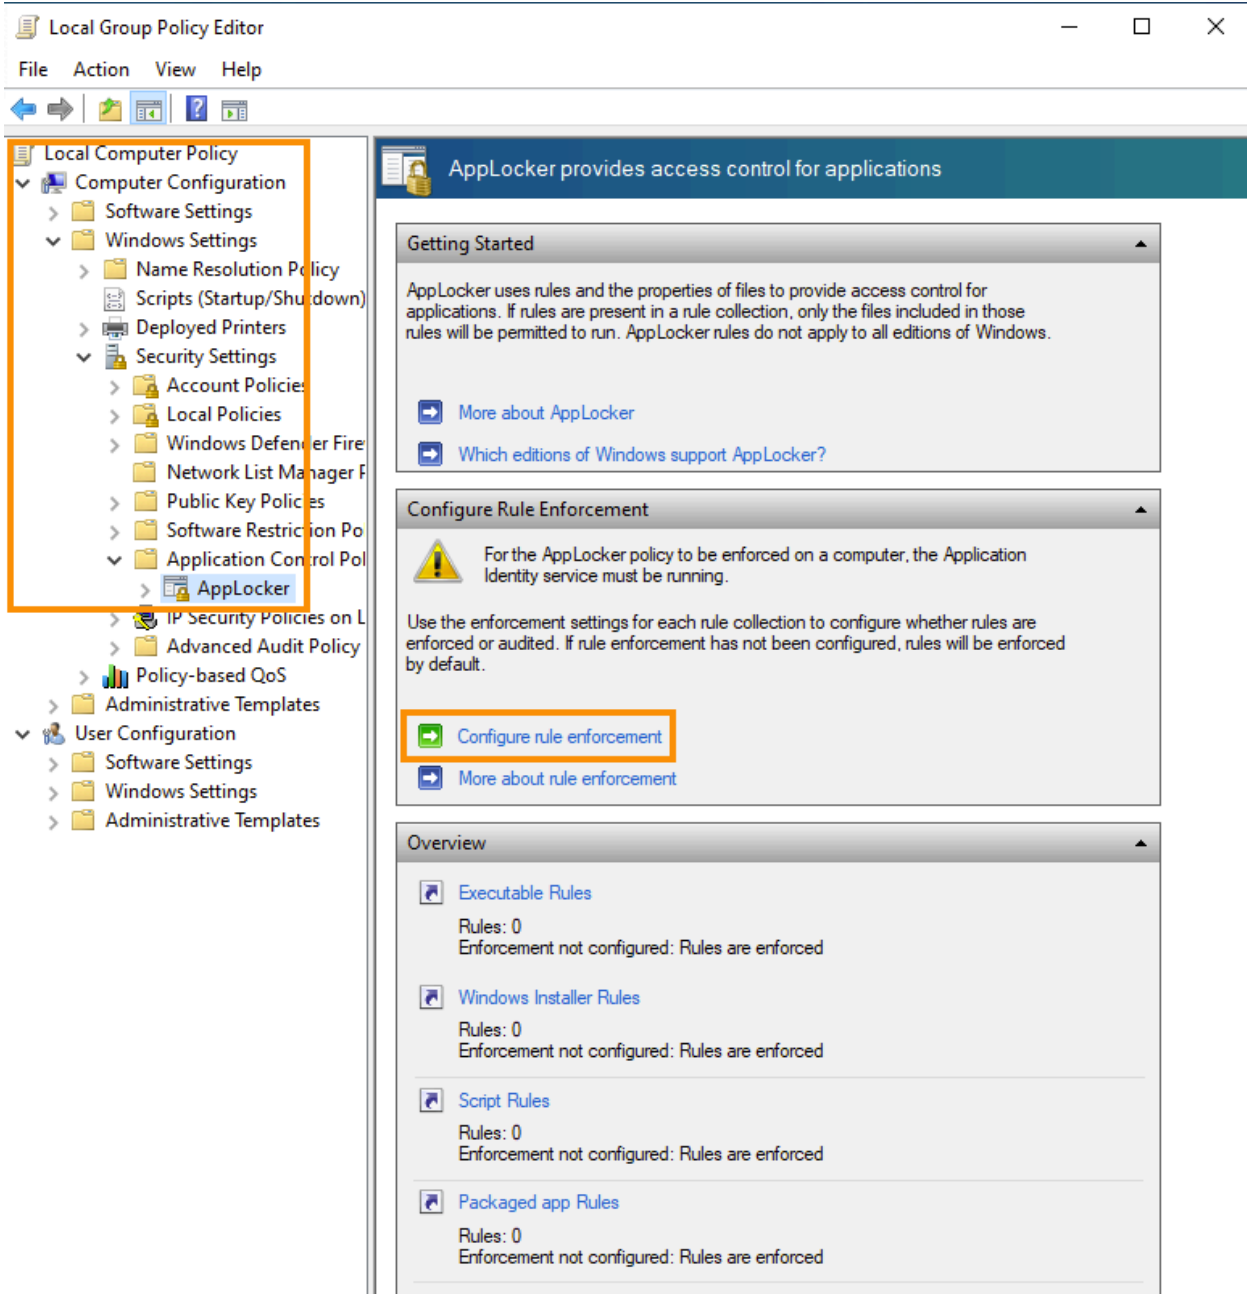 Local Group Policy Editor
File Action View Help
Local Computer Policy
Computer Configuration
Software Settings
Windows Settings
Name Resolution Policy
Scripts (Startup/Shutdown)
Deployed Printers
Security Settings
Account Policies
Local Policies
Windows Defender Fire
Network List Manager P
Public Key Policies
Software Restriction Po
Application Control Pol
AppLocker
IP Security Policies on L
Advanced Audit Policy
Policy-based QoS
Administrative Templates
User Configuration
Software Settings
Windows Settings
Administrative Templates
AppLocker provides access control for applications
Getting Started
AppLocker uses rules and the properties of files to provide access control for
applications. If rules are present in a rule collection, only the files included in those
rules will be permitted to run. AppLocker rules do not apply to all editions of Windows.
More about AppLocker
Which editions of Windows support AppLocker?
Configure Rule Enforcement
For the AppLocker policy to be enforced on a computer, the Application
Identity service must be running.
Use the enforcement settings for each rule collection to configure whether rules are
enforced or audited. If rule enforcement has not been configured, rules will be enforced
by default.
Configure rule enforcement
More about rule enforcement
Overview
Executable Rules
Rules: 0
Enforcement not configured: Rules are enforced
Windows Installer Rules
Rules: 0
Enforcement not configured: Rules are enforced
Script Rules
Rules: 0
Enforcement not configured: Rules are enforced
Packaged app Rules
Rules: 0
Enforcement not configured: Rules are enforced